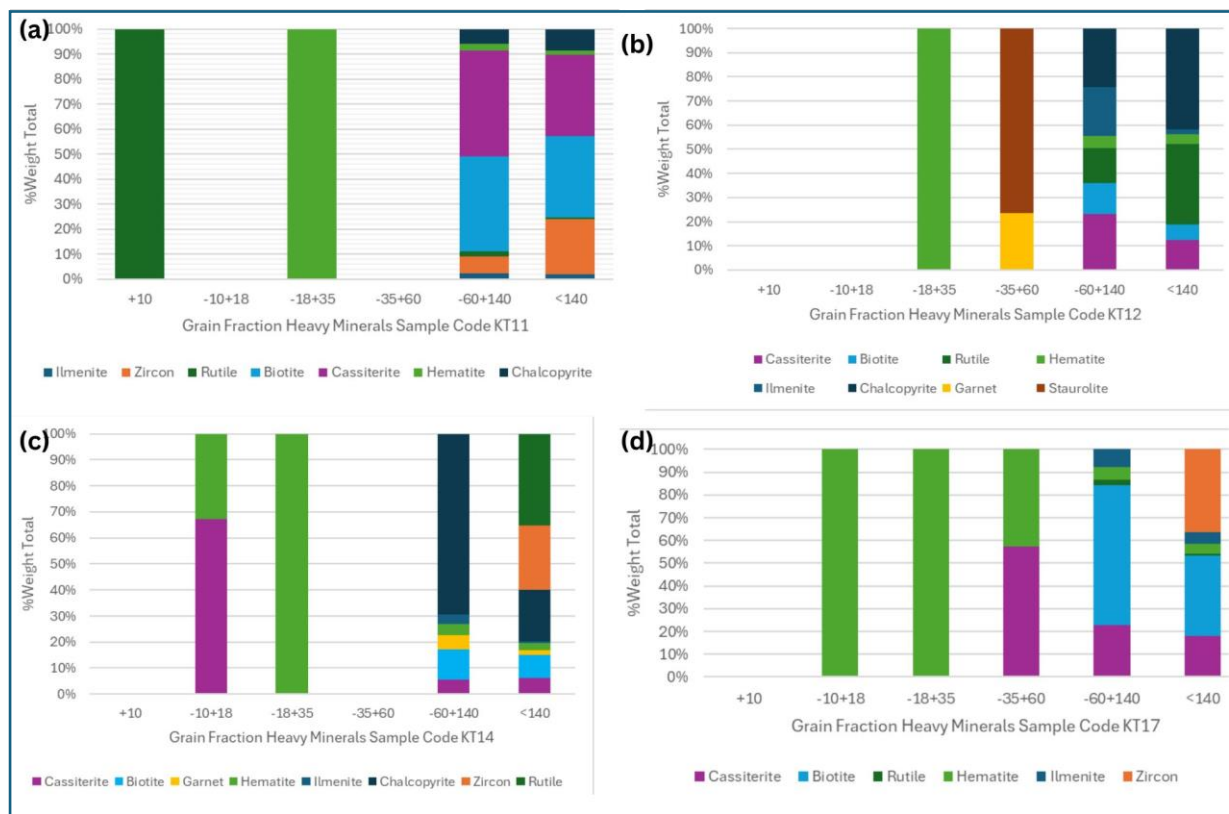 (a)
100%
90%
80%
70%
60%
50%
40%
30%
20%
10%
0%
%Weight Total
+10 -10+18 -18+35 -35+60 -60+140 <140
Grain Fraction Heavy Minerals Sample Code KT11
Ilmenite Zircon Rutile Biotite Cassiterite Hematite Chalcopyrite
(b)
100%
90%
80%
70%
60%
50%
40%
30%
20%
10%
0%
%Weight Total
+10 -10+18 -18+35 -35+60 -60+140 <140
Grain Fraction Heavy Minerals Sample Code KT12
Cassiterite Biotite Rutile Hematite
Ilmenite Chalcopyrite Garnet Staurolite
(c)
100%
90%
80%
70%
60%
50%
40%
30%
20%
10%
0%
%Weight Total
+10 -10+18 -18+35 -35+60 -60+140 <140
Grain Fraction Heavy Minerals Sample Code KT14
Cassiterite Biotite Garnet Hematite Ilmenite Chalcopyrite Zircon Rutile
(d)
100%
90%
80%
70%
60%
50%
40%
30%
20%
10%
0%
%Weight Total
+10 -10+18 -18+35 -35+60 -60+140 <140
Grain Fraction Heavy Minerals Sample Code KT17
Cassiterite Biotite Rutile Hematite Ilmenite Zircon